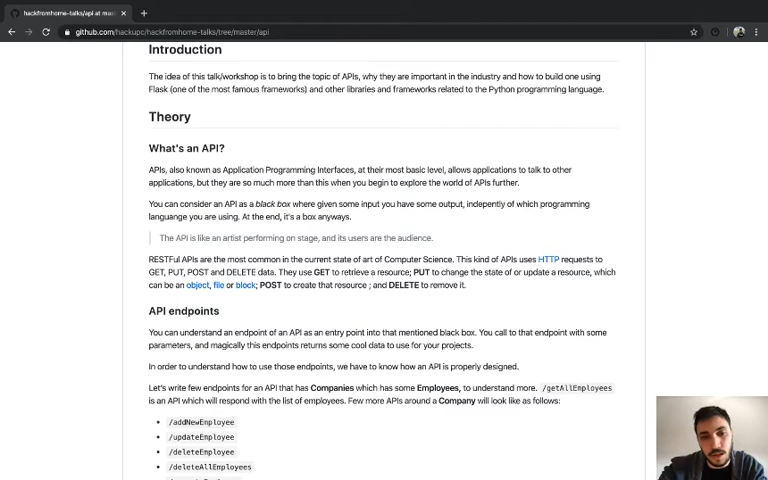 hackfromhome-talks/api at mas
github.com/hackupc/hackfromhome-talks/tree/master/api
Introduction
The idea of this talk/workshop is to bring the topic of APIs, why they are important in the industry and how to build one using
Flask (one of the most famous frameworks) and other libraries and frameworks related to the Python programming language.
Theory
What's an API?
APIs, also known as Application Programming Interfaces, at their most basic level, allows applications to talk to other
applications, but they are so much more than this when you begin to explore the world of APIs further.
You can consider an API as a black box where given some input you have some output, indepently of which programming
languange you are using. At the end, it's a box anyways.
The API is like an artist performing on stage, and its users are the audience.
RESTFul APIs are the most common in the current state of art of Computer Science. This kind of APIs uses HTTP requests to
GET, PUT, POST and DELETE data. They use GET to retrieve a resource; PUT to change the state of or update a resource, which
can be an object, file or block; POST to create that resource ; and DELETE to remove it.
API endpoints
You can understand an endpoint of an API as an entry point into that mentioned black box. You call to that endpoint with some
parameters, and magically this endpoints returns some cool data to use for your projects.
In order to understand how to use those endpoints, we have to know how an API is properly designed.
Let's write few endpoints for an API that has Companies which has some Employees, to understand more. /getAllEmployees
is an API which will respond with the list of employees. Few more APIs around a Company will look like as follows:
• /addNewEmployee
• /updateEmployee
• /deleteEmployee
• /deleteAllEmployees